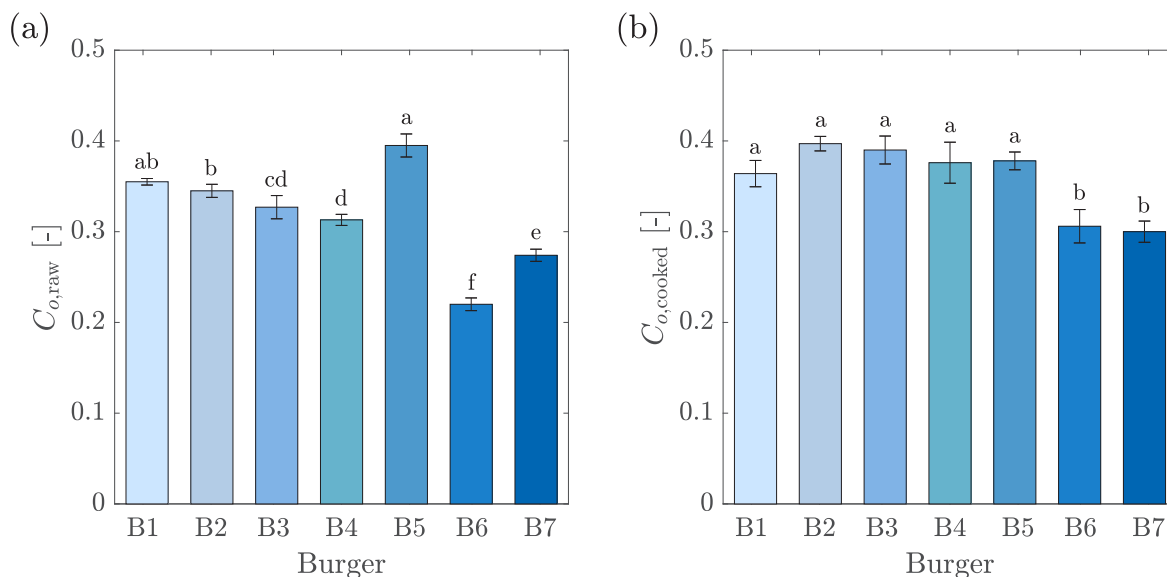 (a)
0.5
0.4
0.3
0.2
0.1
0
C_{o,raw} [-]
ab
b
cd
d
a
f
e
B1 B2 B3 B4 B5 B6 B7
Burger
(b)
0.5
0.4
0.3
0.2
0.1
0
C_{o,cooked} [-]
a
a
a
a
a
b
b
B1 B2 B3 B4 B5 B6 B7
Burger